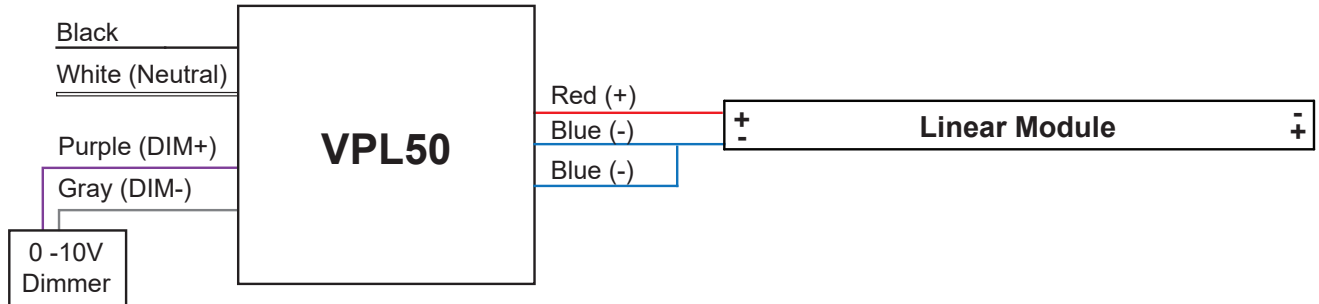 Black
White (Neutral)
Purple (DIM+)
Gray (DIM-)
0 -10V
Dimmer
VPL50
Red (+)
Blue (-)
Blue (-)
+
-
Linear Module
-
+